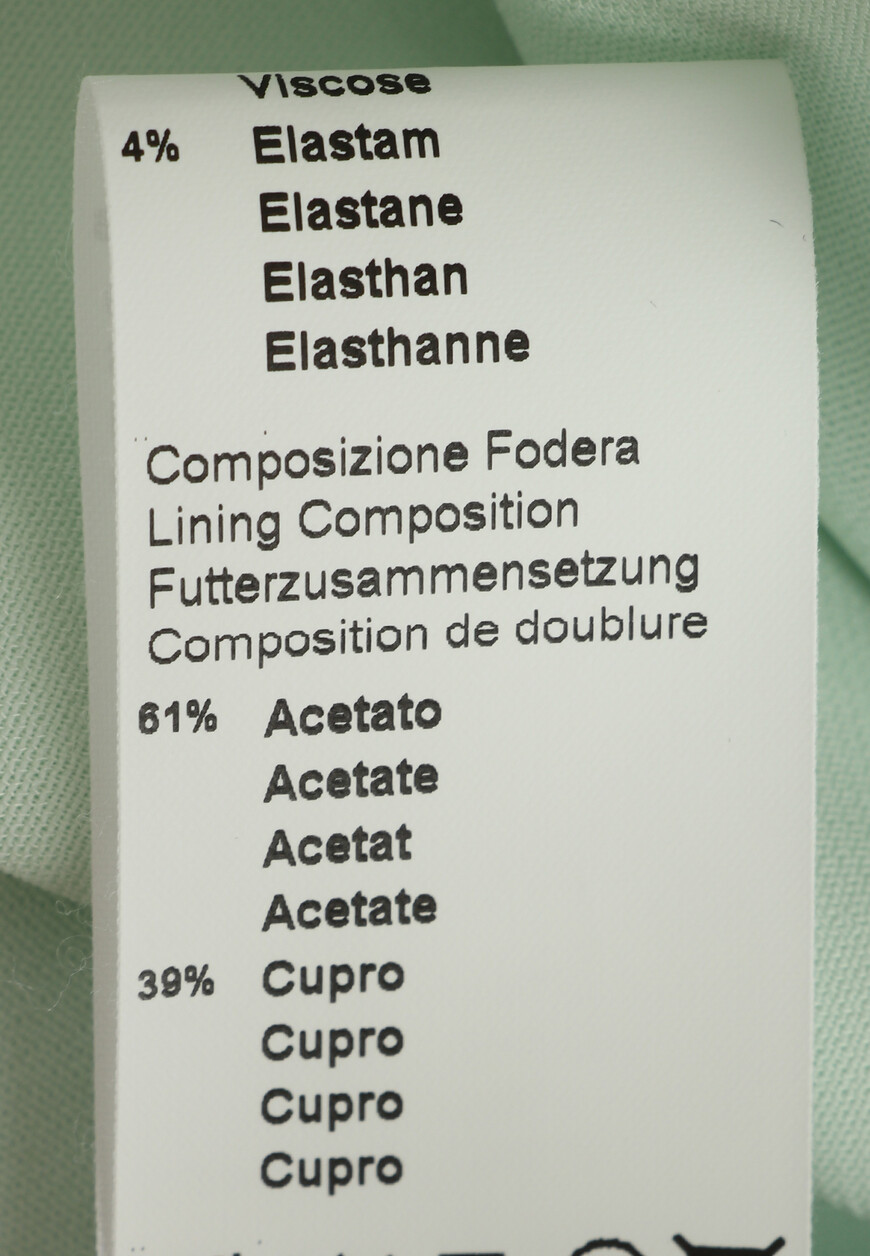 Viscose
4% Elastam
Elastane
Elasthan
Elasthanne
Composizione Fodera
Lining Composition
Futterzusammensetzung
Composition de doublure
61% Acetato
Acetate
Acetat
Acetate
39% Cupro
Cupro
Cupro
Cupro